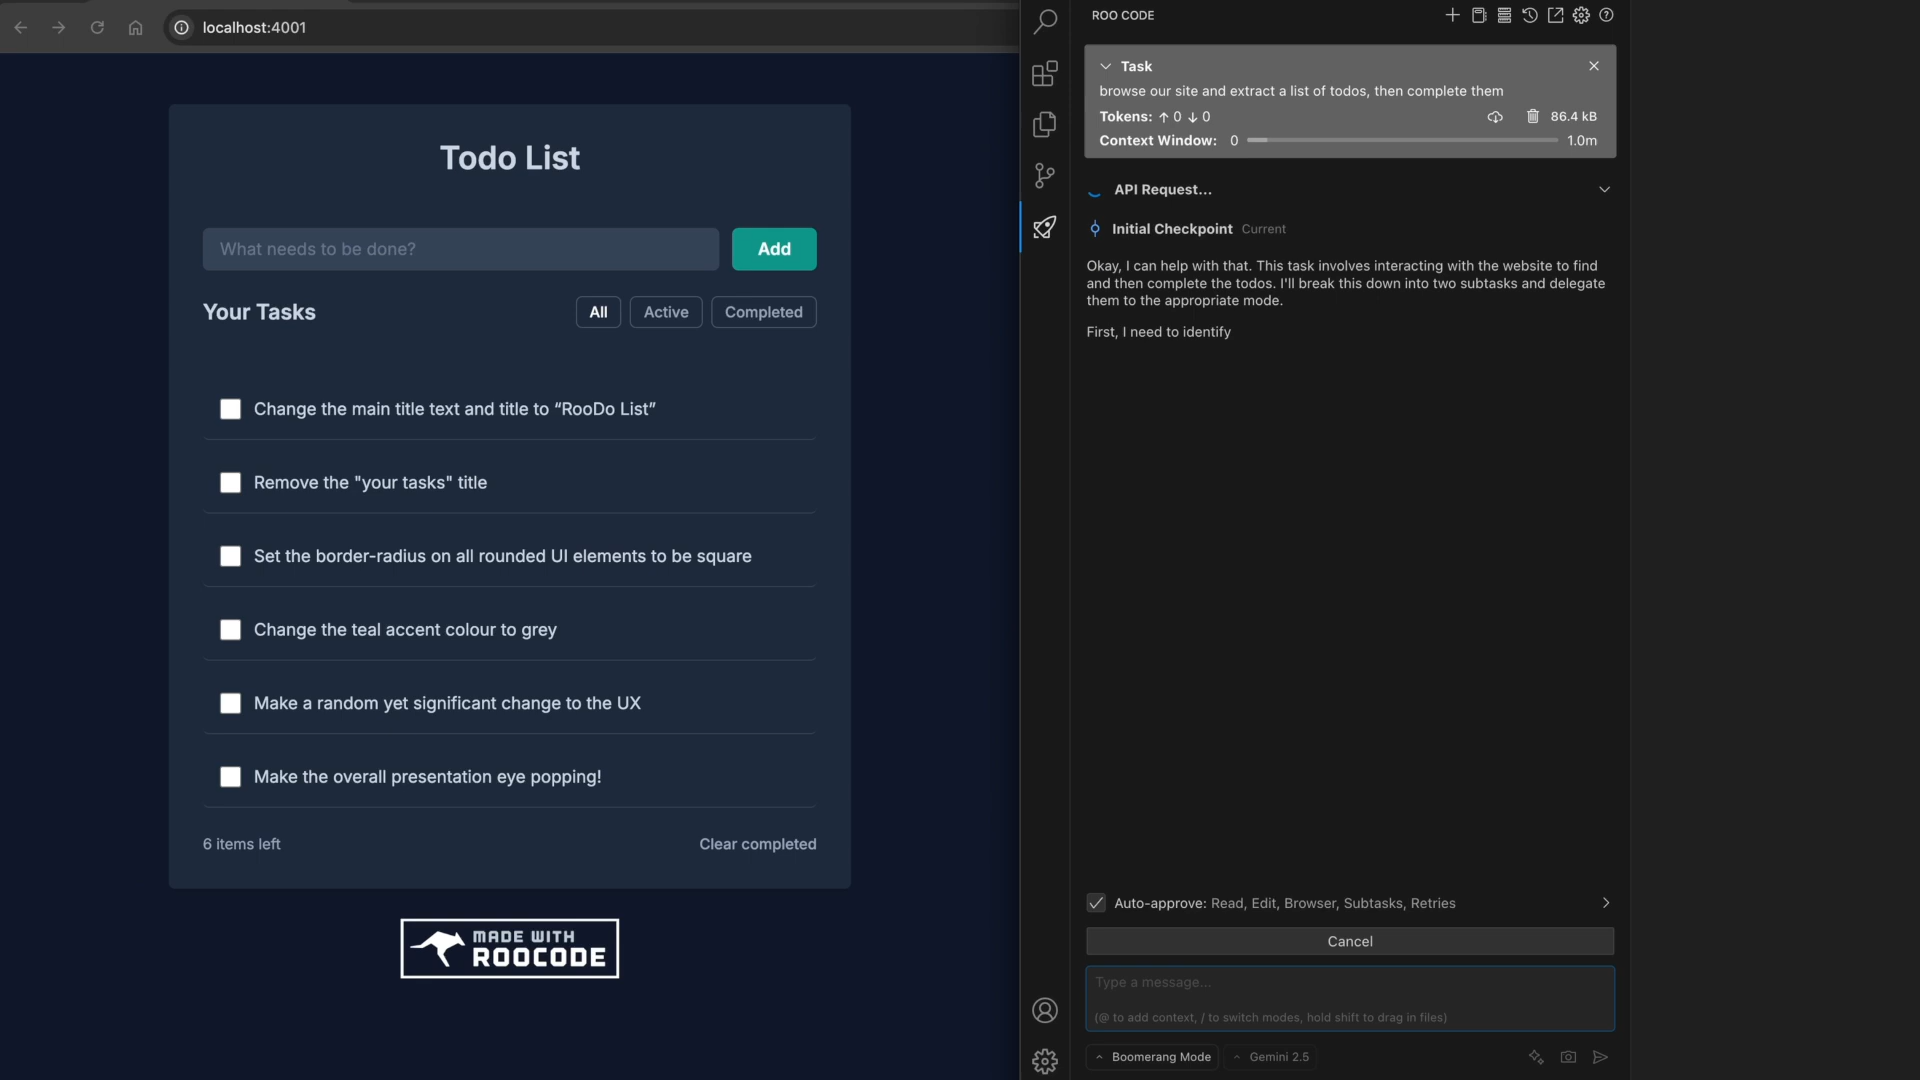 localhost:4001
Todo List
What needs to be done?
Add
Your Tasks
All
Active
Completed
Change the main title text and title to “RooDo List”
Remove the "your tasks" title
Set the border-radius on all rounded UI elements to be square
Change the teal accent colour to grey
Make a random yet significant change to the UX
Make the overall presentation eye popping!
6 items left
Clear completed
MADE WITH
ROOCODE
ROO CODE
Task
browse our site and extract a list of todos, then complete them
Tokens: ↑ 0 ↓ 0
86.4 kB
Context Window: 0
1.0m
API Request...
Initial Checkpoint Current
Okay, I can help with that. This task involves interacting with the website to find
and then complete the todos. I'll break this down into two subtasks and delegate
them to the appropriate mode.
First, I need to identify
Auto-approve: Read, Edit, Browser, Subtasks, Retries
Cancel
Type a message...
(@ to add context, / to switch modes, hold shift to drag in files)
Boomerang Mode
Gemini 2.5